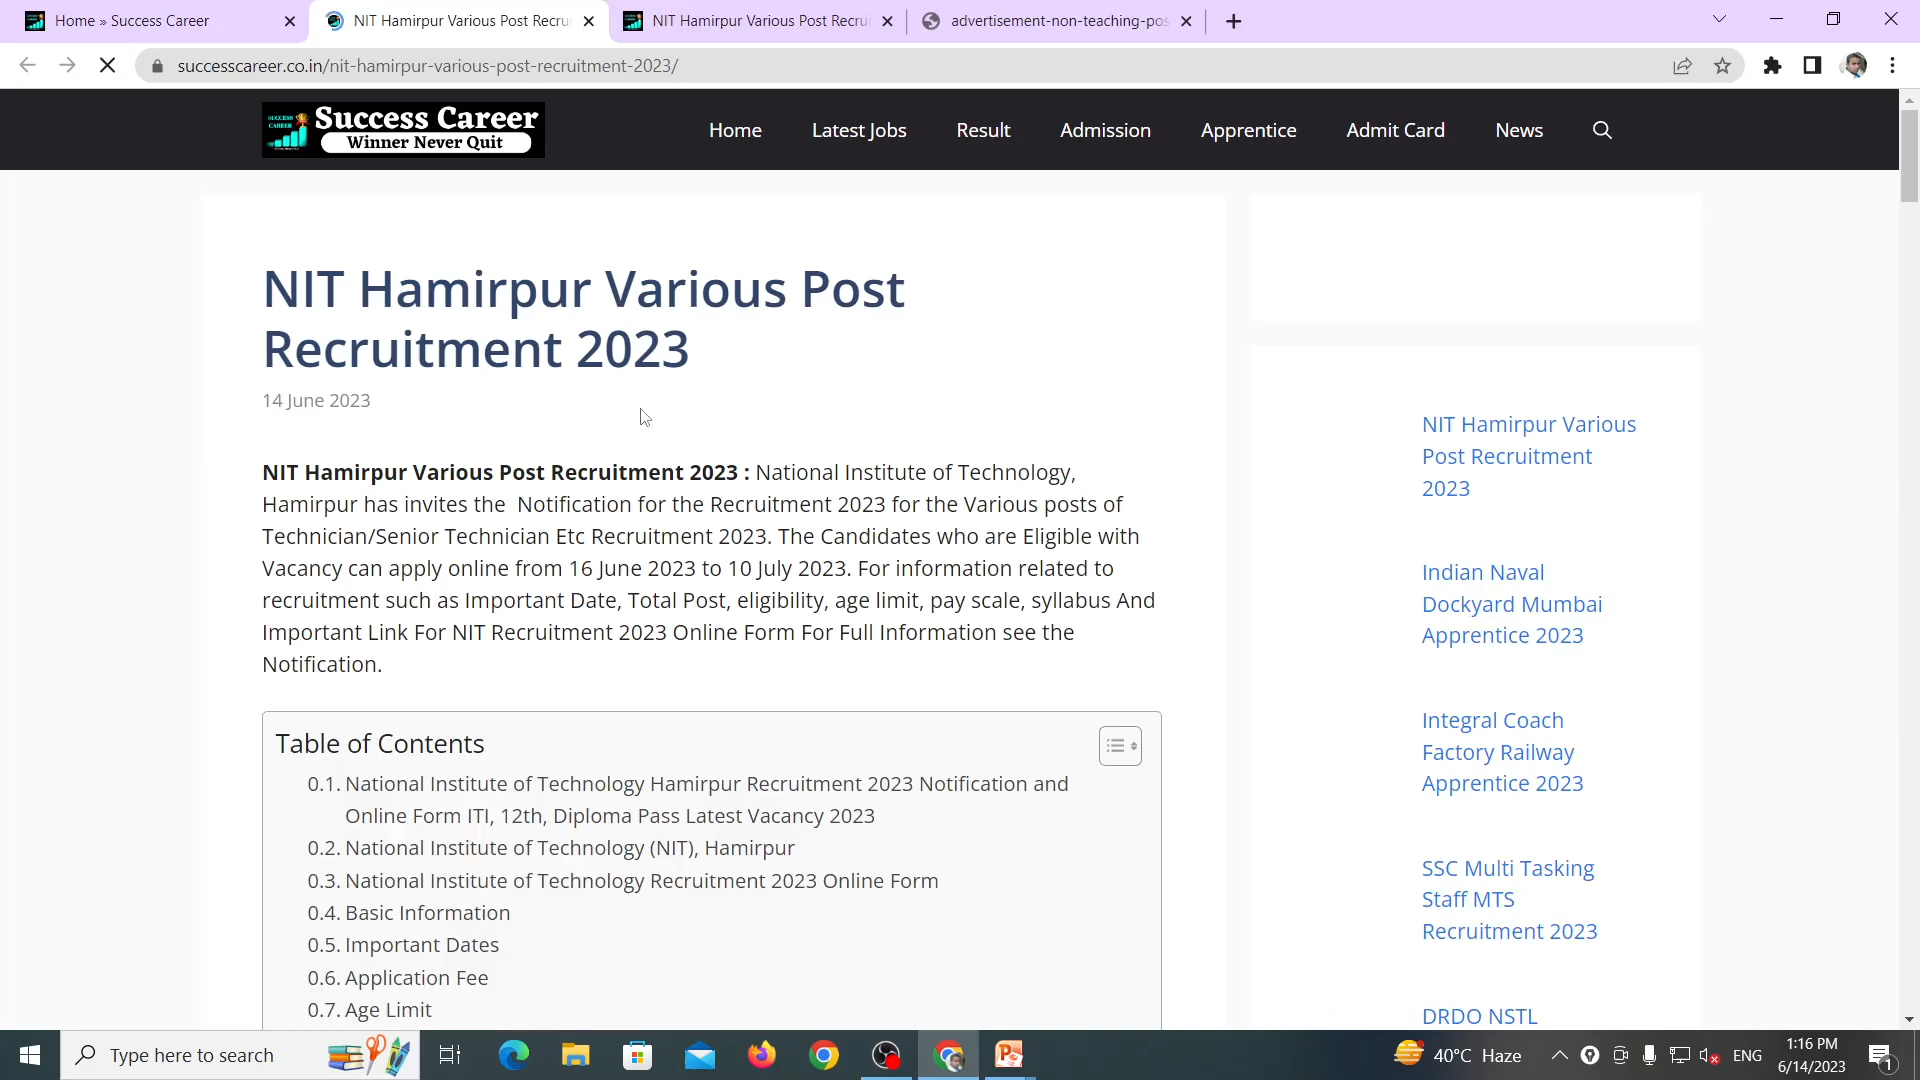 Home » Success Career
NIT Hamirpur Various Post Recru
NIT Hamirpur Various Post Recrui
advertisement-non-teaching-pos
successcareer.co.in/nit-hamirpur-various-post-recruitment-2023/
SUCCESS
CAREER
Success Career
Winner Never Quit
Home
Latest Jobs
Result
Admission
Apprentice
Admit Card
News
NIT Hamirpur Various Post
Recruitment 2023
14 June 2023
NIT Hamirpur Various Post Recruitment 2023 : National Institute of Technology,
Hamirpur has invites the Notification for the Recruitment 2023 for the Various posts of
Technician/Senior Technician Etc Recruitment 2023. The Candidates who are Eligible with
Vacancy can apply online from 16 June 2023 to 10 July 2023. For information related to
recruitment such as Important Date, Total Post, eligibility, age limit, pay scale, syllabus And
Important Link For NIT Recruitment 2023 Online Form For Full Information see the
Notification.
Table of Contents
0.1. National Institute of Technology Hamirpur Recruitment 2023 Notification and
Online Form ITI, 12th, Diploma Pass Latest Vacancy 2023
0.2. National Institute of Technology (NIT), Hamirpur
0.3. National Institute of Technology Recruitment 2023 Online Form
0.4. Basic Information
0.5. Important Dates
0.6. Application Fee
0.7. Age Limit
NIT Hamirpur Various
Post Recruitment
2023
Indian Naval
Dockyard Mumbai
Apprentice 2023
Integral Coach
Factory Railway
Apprentice 2023
SSC Multi Tasking
Staff MTS
Recruitment 2023
DRDO NSTL
Type here to search
40°C Haze
ENG
1:16 PM
6/14/2023
1